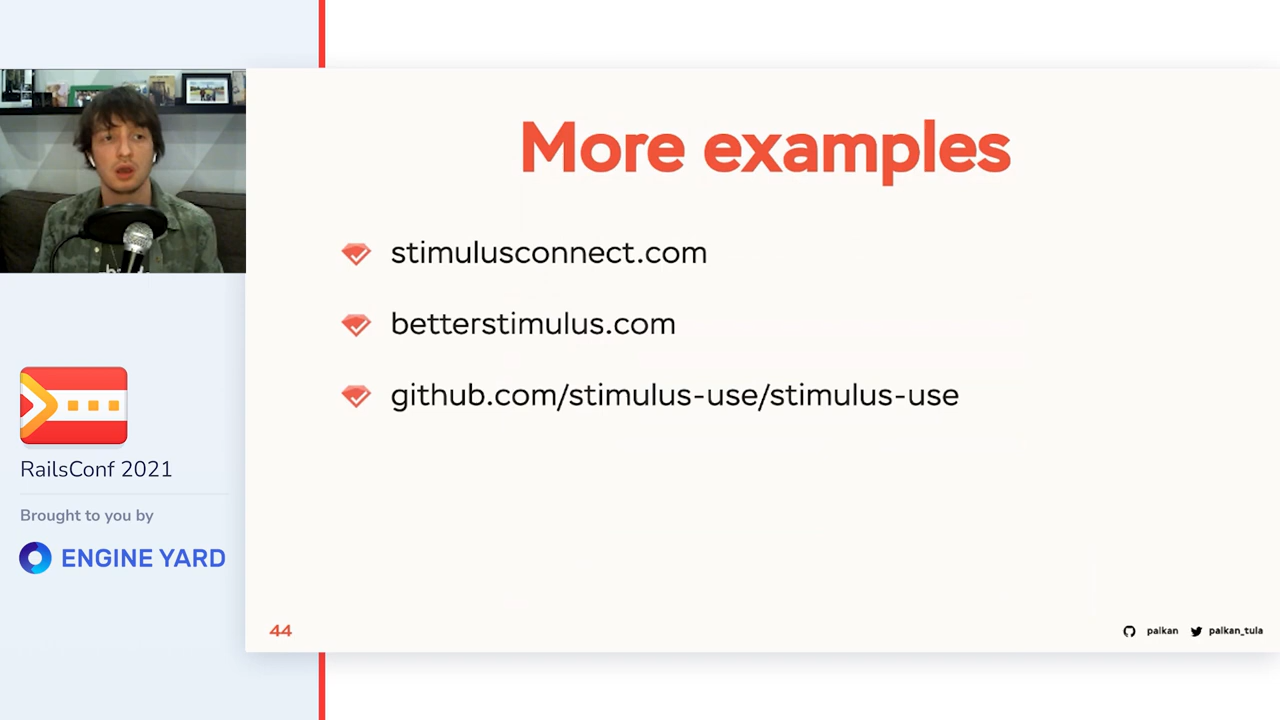 More examples
stimulusconnect.com
betterstimulus.com
github.com/stimulus-use/stimulus-use
RailsConf 2021
Brought to you by
ENGINE YARD
44
palkan
palkan_tula